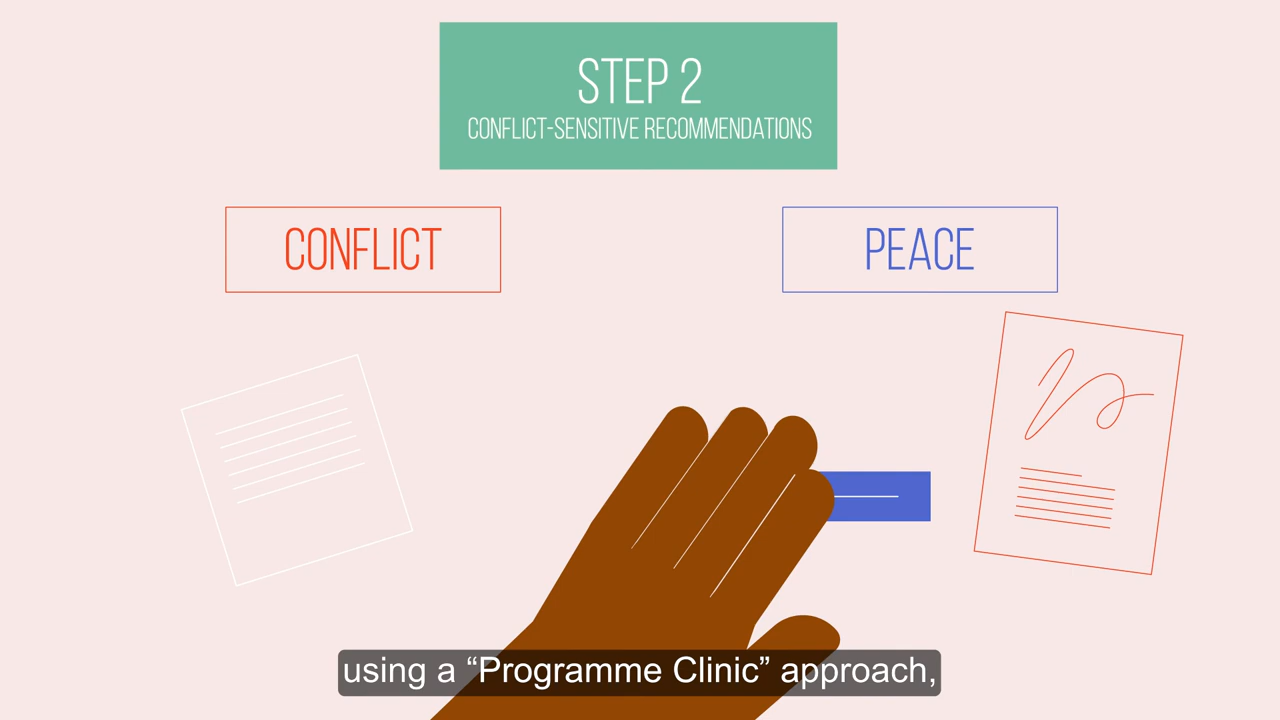 STEP 2
CONFLICT-SENSITIVE RECOMMENDATIONS
CONFLICT
PEACE
using a “Programme Clinic” approach,